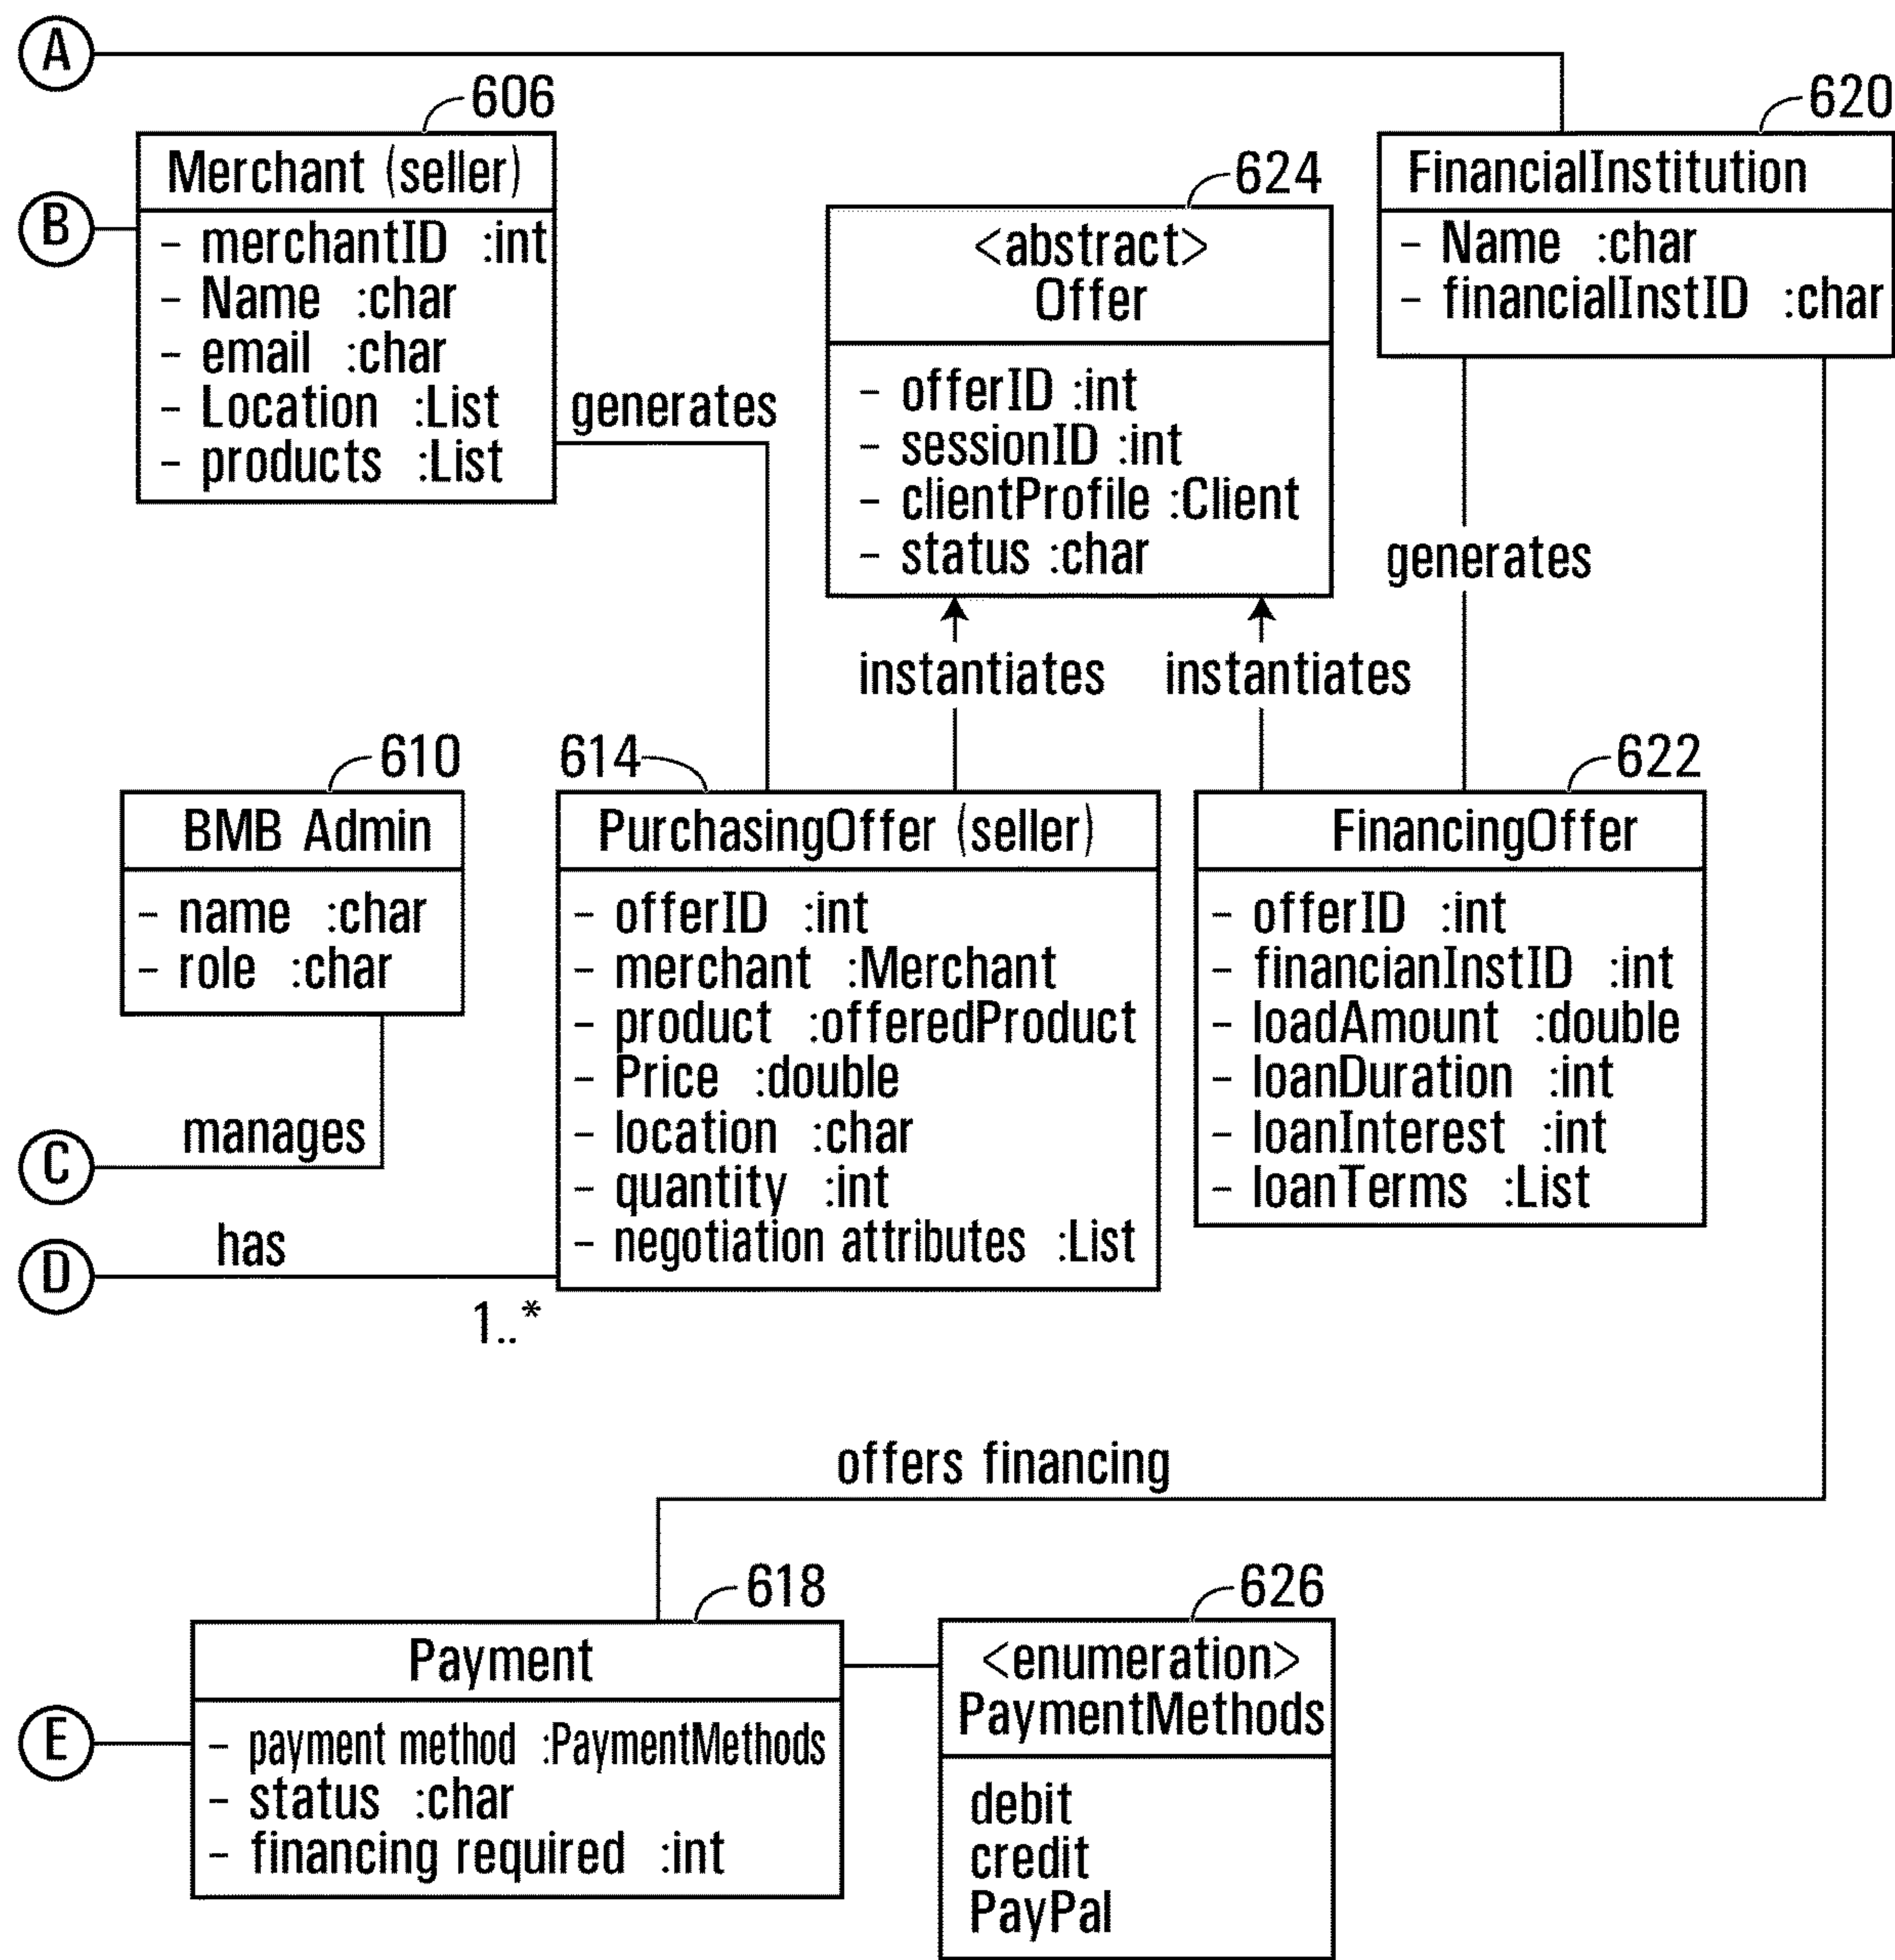 A
606
Merchant (seller)
B
- merchantID :int
- Name :char
- email :char
- Location :List
- products :List
generates
624
<abstract>
Offer
- offerID :int
- sessionID :int
- clientProfile :Client
- status :char
620
FinancialInstitution
- Name :char
- financialInstID :char
generates
instantiates
instantiates
610
BMB Admin
- name :char
- role :char
manages
C
614
PurchasingOffer (seller)
- offerID :int
- merchant :Merchant
- product :offeredProduct
- Price :double
- location :char
- quantity :int
- negotiation attributes :List
622
FinancingOffer
- offerID :int
- financianInstID :int
- loadAmount :double
- loanDuration :int
- loanInterest :int
- loanTerms :List
has
D
1..*
offers financing
618
Payment
E
- payment method :PaymentMethods
- status :char
- financing required :int
626
<enumeration>
PaymentMethods
debit
credit
PayPal